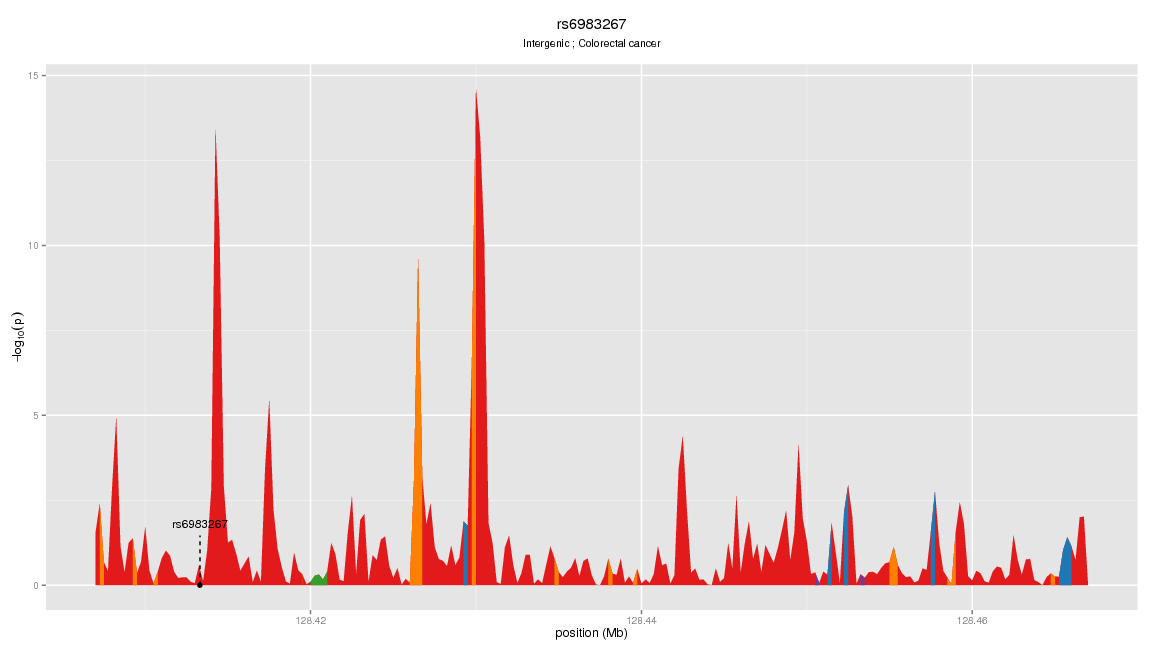 rs6983267
Intergenic ; Colorectal cancer
15
10
5
0
−log10(p)
rs6983267
128.42
128.44
128.46
position (Mb)